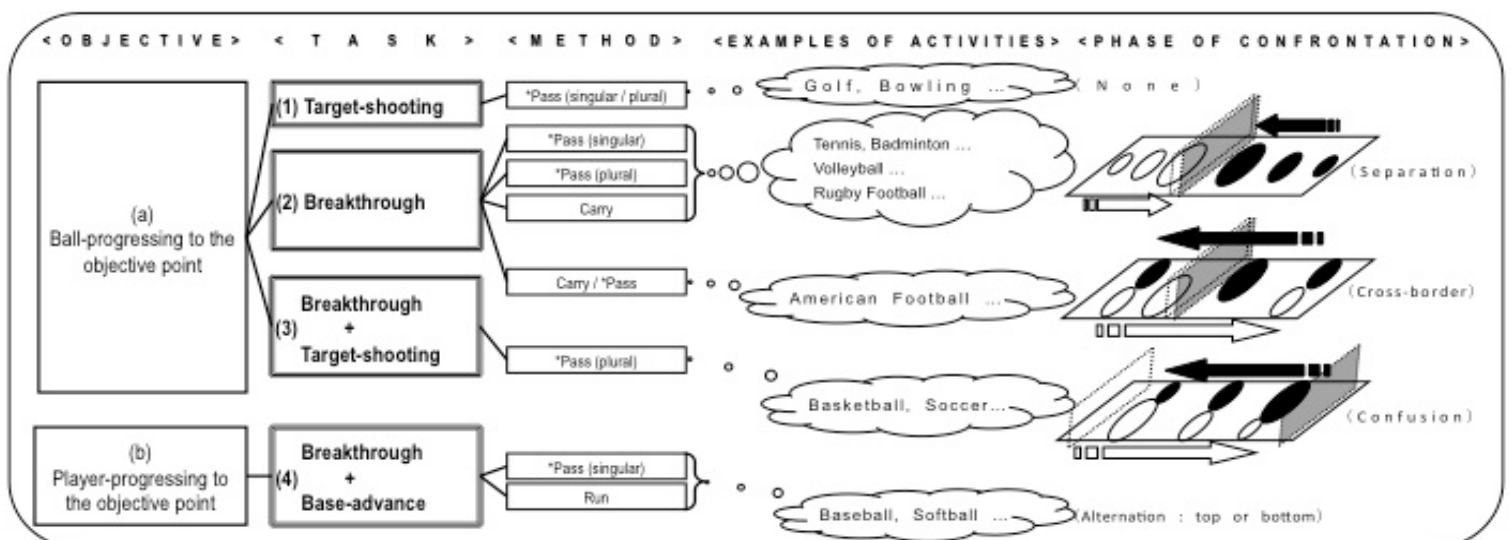 <OBJECTIVE> <TASK> <METHOD> <EXAMPLES OF ACTIVITIES> <PHASE OF CONFRONTATION>
(a)
Ball-progressing to the
objective point
(1) Target-shooting
*Pass (singular / plural)
Golf, Bowling ...
(None)
(2) Breakthrough
*Pass (singular)
*Pass (plural)
Carry
Tennis, Badminton ...
Volleyball ...
Rugby Football ...
(Separation)
Carry / *Pass
American Football ...
(Cross-border)
Breakthrough
(3) +
Target-shooting
*Pass (plural)
Basketball, Soccer...
(Confusion)
(b)
Player-progressing to
the objective point
Breakthrough
(4) +
Base-advance
*Pass (singular)
Run
Baseball, Softball ...
(Alternation : top or bottom)